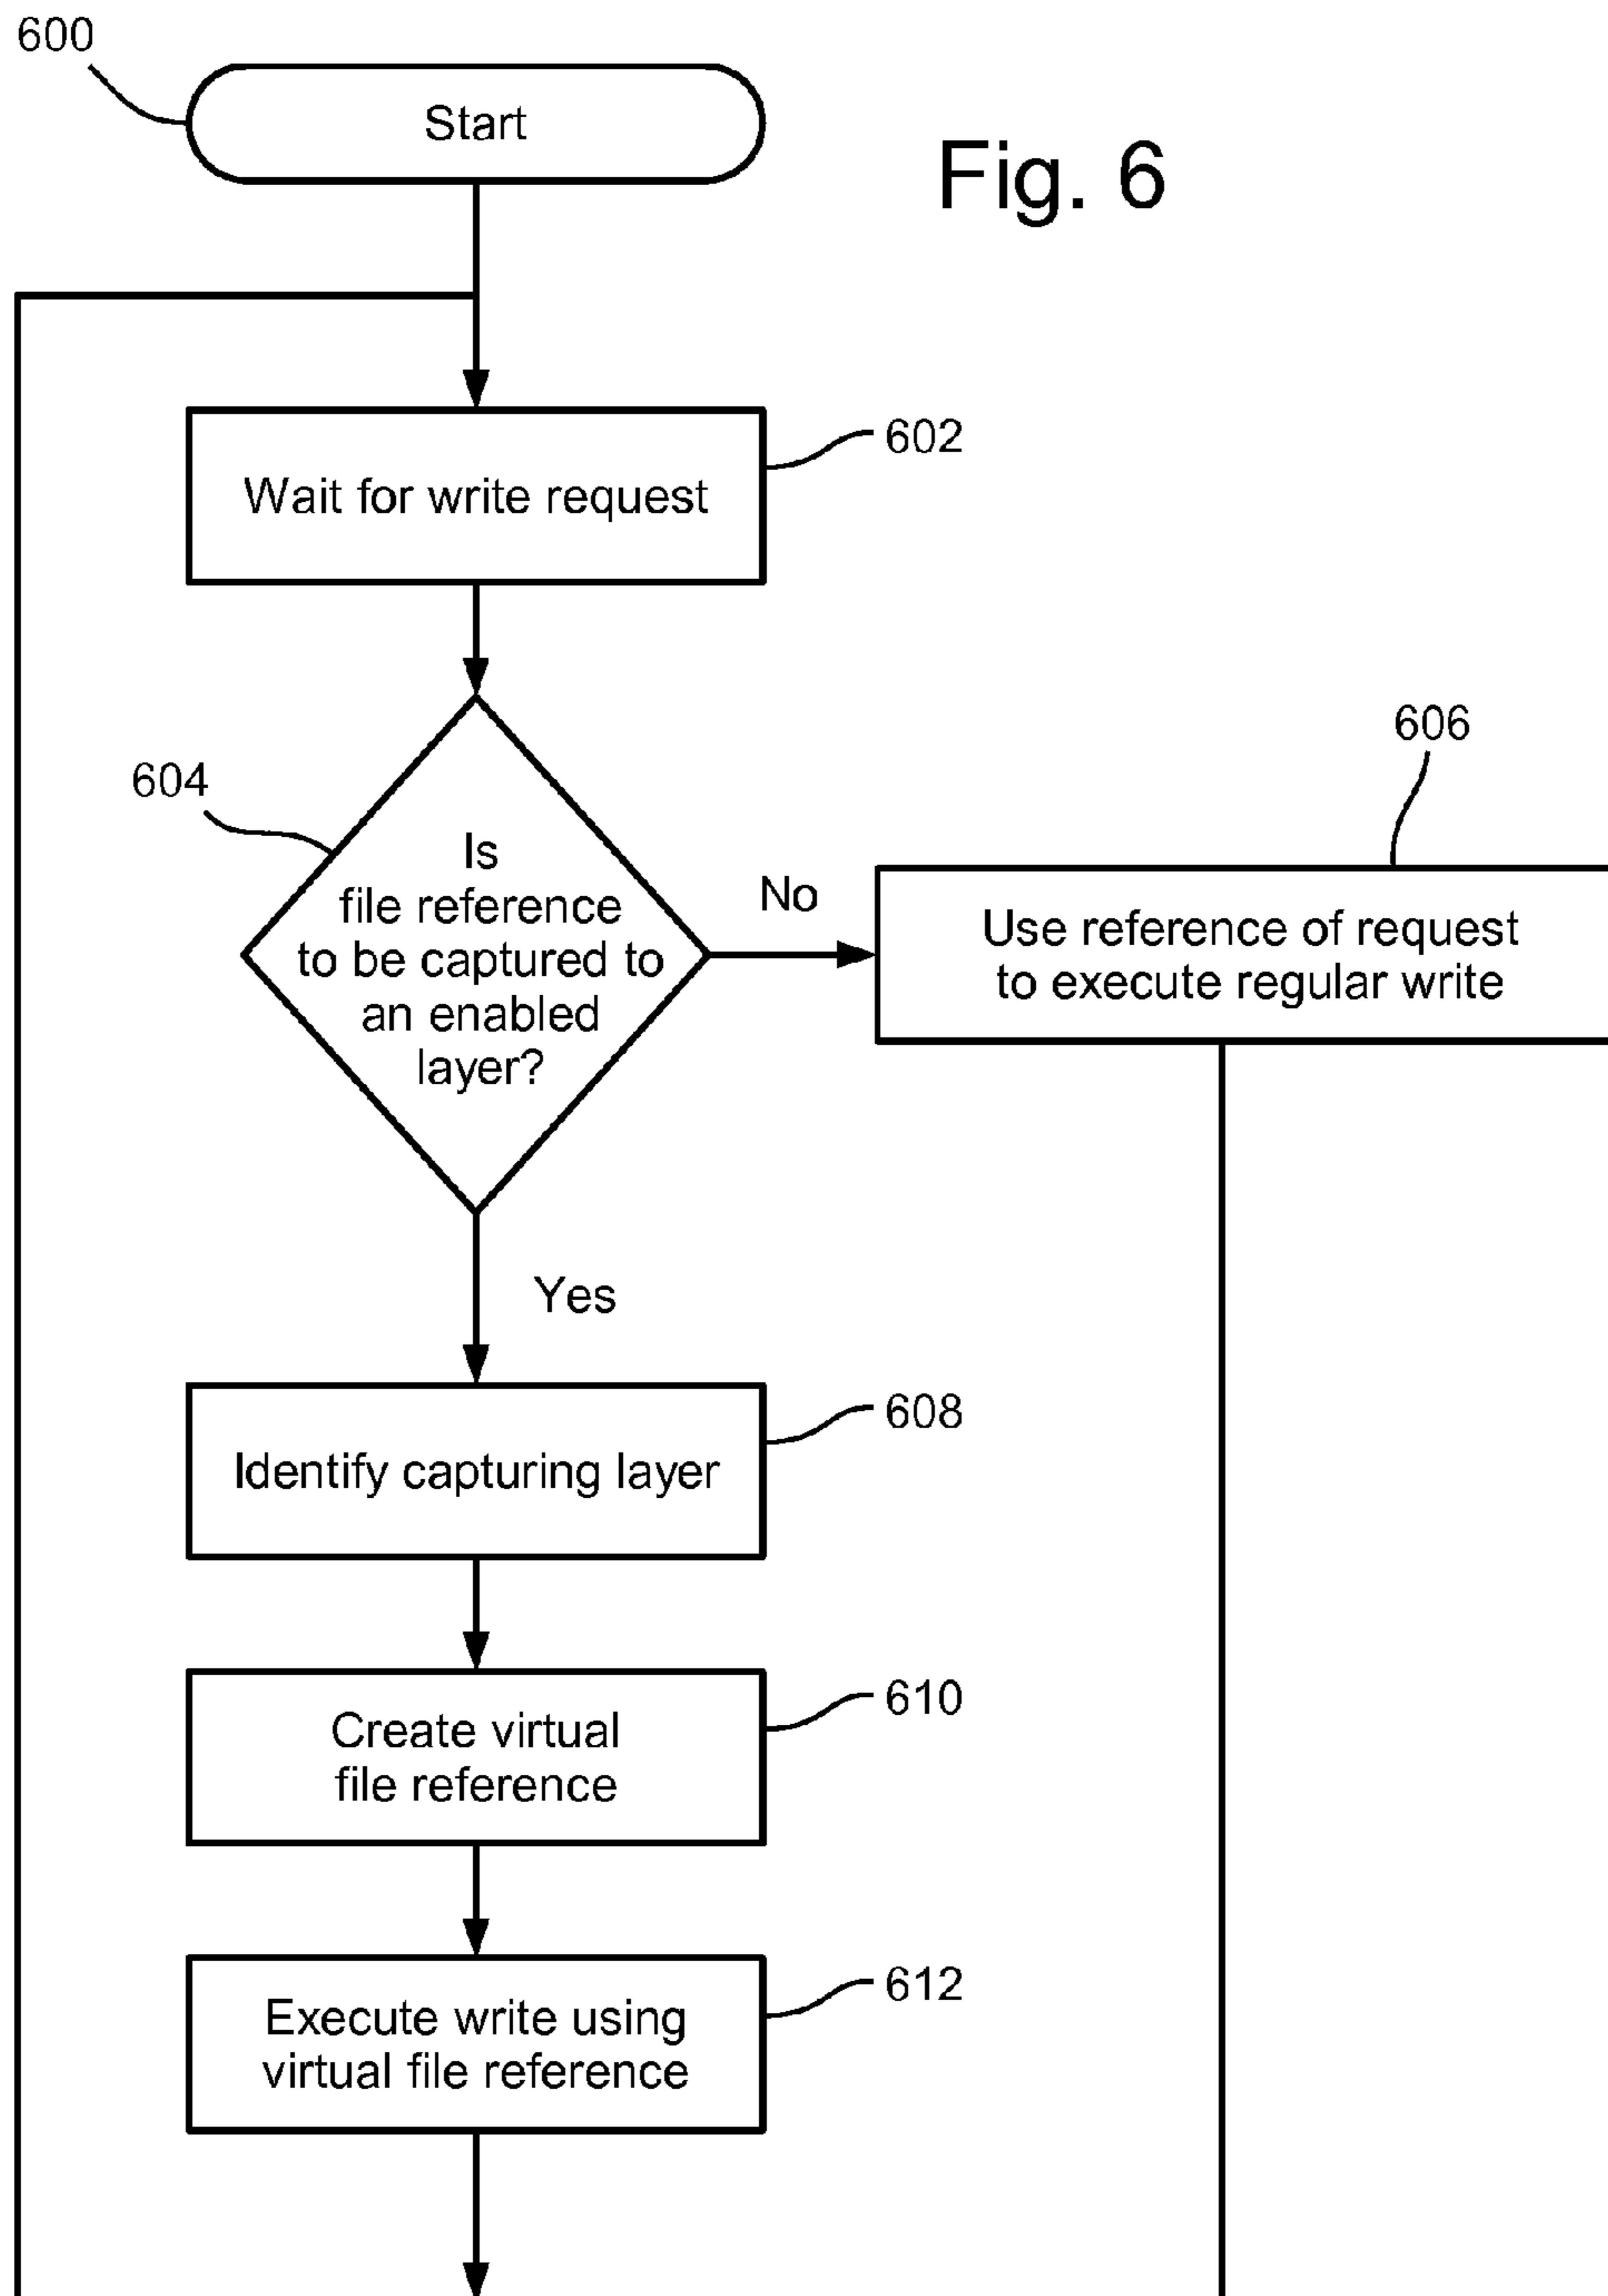 600
Start
Fig. 6
Wait for write request
602
604
Is
file reference
to be captured to
an enabled
layer?
No
606
Use reference of request
to execute regular write
Yes
Identify capturing layer
608
Create virtual
file reference
610
Execute write using
virtual file reference
612